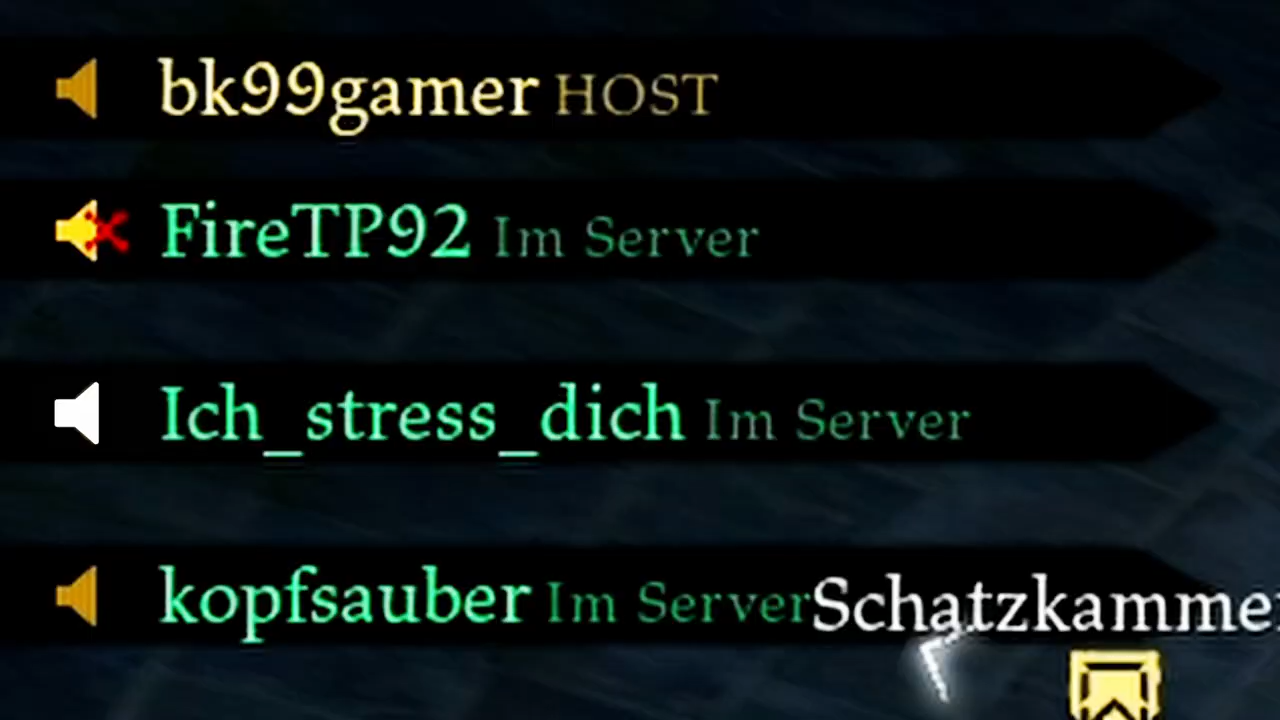 bk99gamer HOST
FireTP92 Im Server
Ich_stress_dich Im Server
kopfsauber Im Server